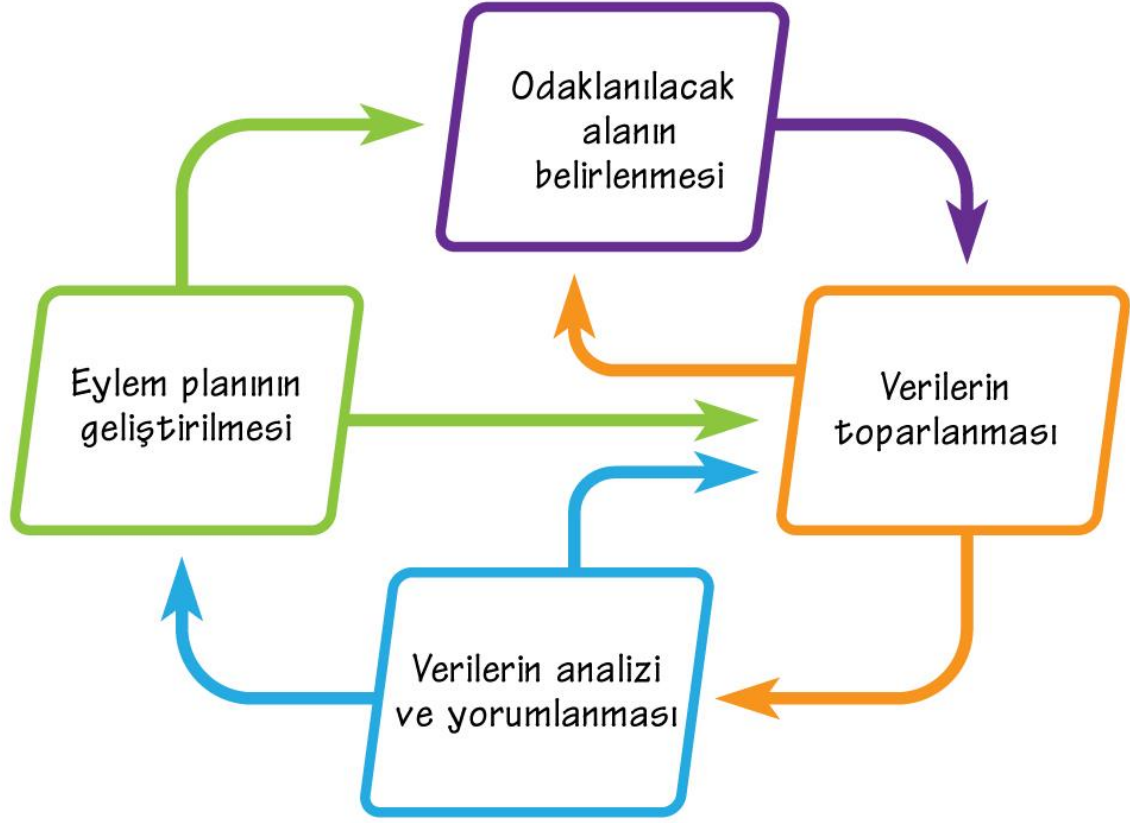 Odaklanılacak
alanın
belirlenmesi
Eylem planının
geliştirilmesi
Verilerin
toparlanması
Verilerin analizi
ve yorumlanması